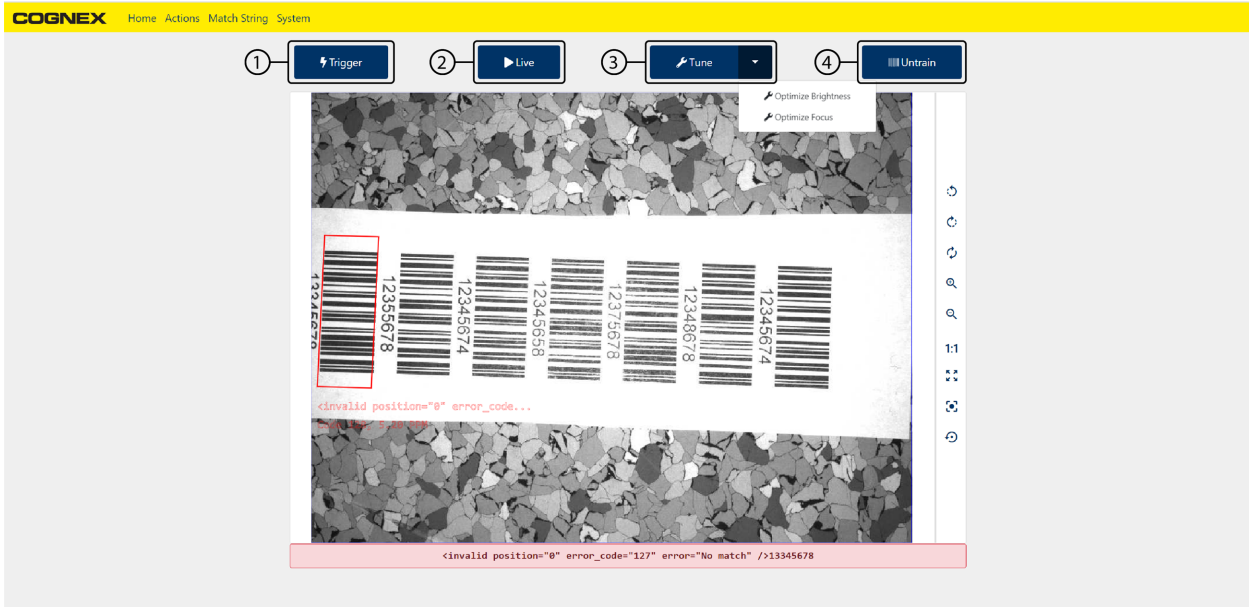 COGNEX Home Actions Match String System
1 Trigger 2 Live 3 Tune 4 Untrain
Optimize Brightness
Optimize Focus
12355678
12345674
12345658
12375678
12348678
12345674
1:1
<invalid position="0" error_code...
<invalid position="0" error_code="127" error="No match" />13345678